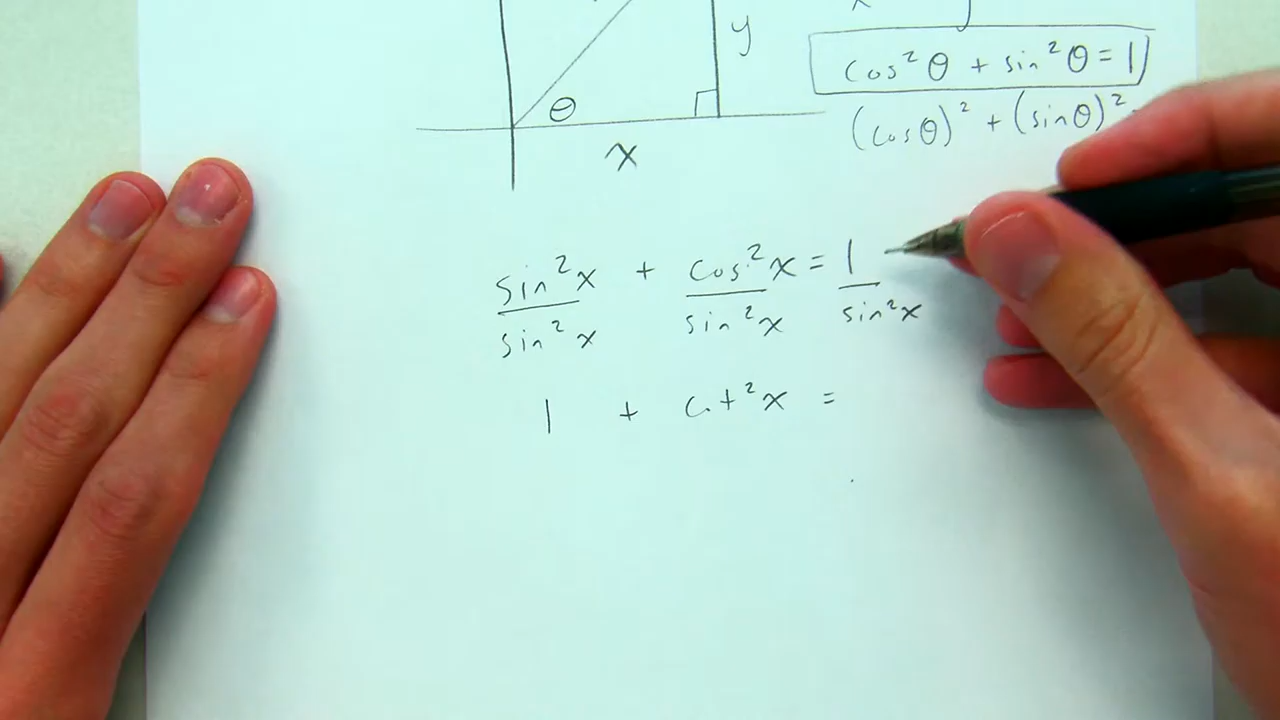 y
cos²θ + sin²θ = 1
θ
(cosθ)² + (sinθ)²
x
sin²x + cos²x = 1
sin²x sin²x sin²x
1 + cot²x =